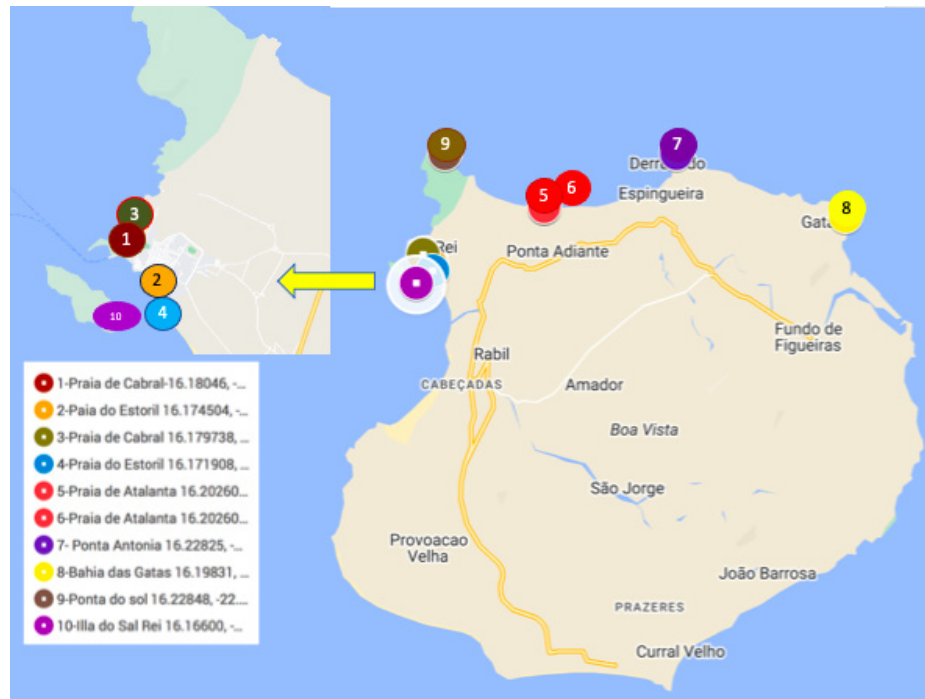 3
1
2
10
4
1-Praia de Cabral-16.18046, -...
2-Paia do Estoril 16.174504, -...
3-Praia de Cabral 16.179738, ...
4-Praia do Estoril 16.171908, ...
5-Praia de Atalanta 16.20260...
6-Praia de Atalanta 16.20260...
7- Ponta Antonia 16.22825, -...
8-Bahia das Gatas 16.19831, ...
9-Ponta do sol 16.22848, -22....
10-Illa do Sal Rei 16.16600, -...
9
7
Espingueira
5
6
8
Rei
Ponta Adiante
Fundo de
Figueiras
Rabil
CABEÇADAS
Amador
Boa Vista
São Jorge
Provoacao
Velha
João Barrosa
PRAZERES
Curral Velho